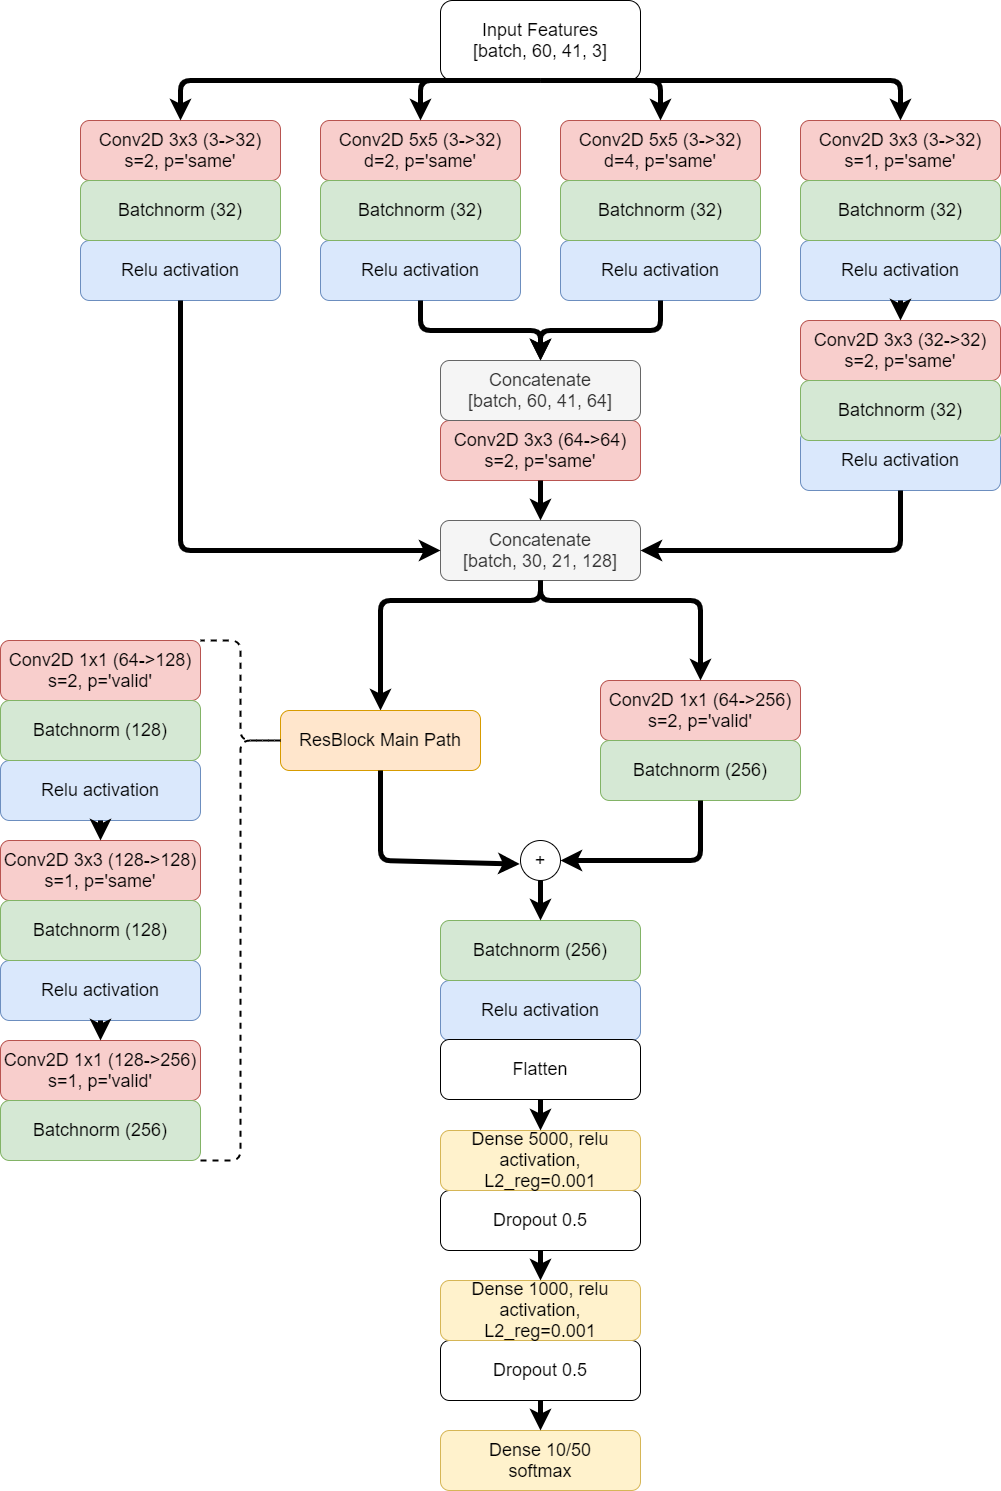 Input Features
[batch, 60, 41, 3]
Conv2D 3x3 (3->32)
s=2, p='same'
Batchnorm (32)
Relu activation
Conv2D 5x5 (3->32)
d=2, p='same'
Batchnorm (32)
Relu activation
Conv2D 5x5 (3->32)
d=4, p='same'
Batchnorm (32)
Relu activation
Conv2D 3x3 (3->32)
s=1, p='same'
Batchnorm (32)
Relu activation
Conv2D 3x3 (32->32)
s=2, p='same'
Batchnorm (32)
Relu activation
Concatenate
[batch, 60, 41, 64]
Conv2D 3x3 (64->64)
s=2, p='same'
Concatenate
[batch, 30, 21, 128]
Conv2D 1x1 (64->128)
s=2, p='valid'
Batchnorm (128)
Relu activation
Conv2D 3x3 (128->128)
s=1, p='same'
Batchnorm (128)
Relu activation
Conv2D 1x1 (128->256)
s=1, p='valid'
Batchnorm (256)
ResBlock Main Path
Conv2D 1x1 (64->256)
s=2, p='valid'
Batchnorm (256)
+
Batchnorm (256)
Relu activation
Flatten
Dense 5000, relu
activation,
L2_reg=0.001
Dropout 0.5
Dense 1000, relu
activation,
L2_reg=0.001
Dropout 0.5
Dense 10/50
softmax